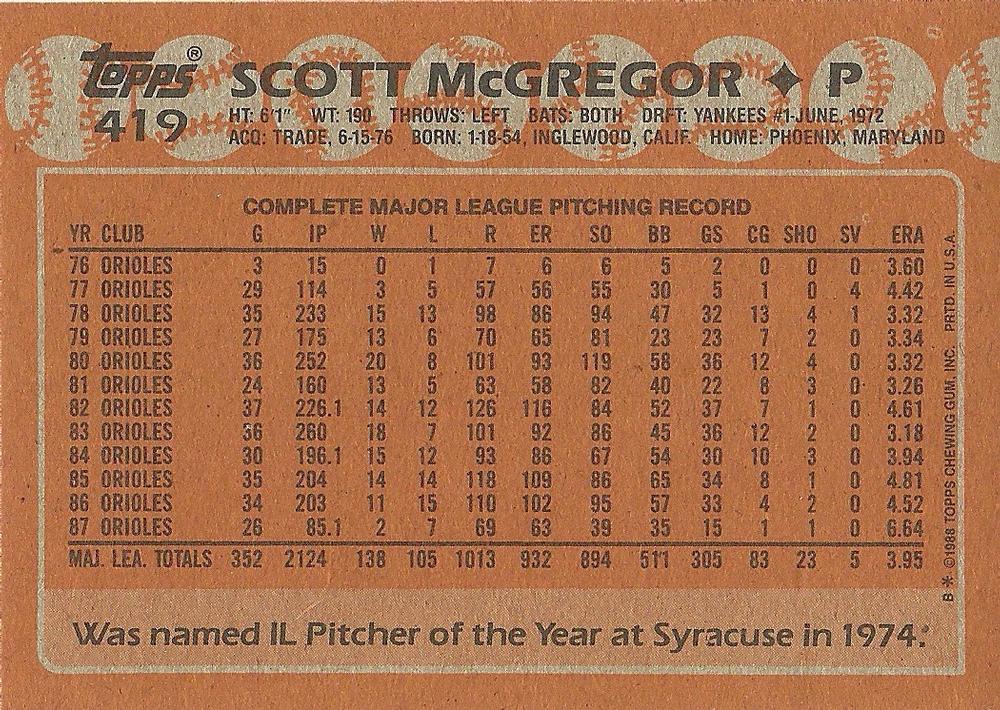 topps® SCOTT McGREGOR ✦ P
419 HT: 6'1" WT: 190 THROWS: LEFT BATS: BOTH DRFT: YANKEES #1-JUNE, 1972
ACQ: TRADE, 6-15-76 BORN: 1-18-54, INGLEWOOD, CALIF. HOME: PHOENIX, MARYLAND
COMPLETE MAJOR LEAGUE PITCHING RECORD
YR CLUB G IP W L R ER SO BB GS CG SHO SV ERA
76 ORIOLES 3 15 0 1 7 6 6 5 2 0 0 0 3.60
77 ORIOLES 29 114 3 5 57 56 55 30 5 1 0 4 4.42
78 ORIOLES 35 233 15 13 98 86 94 47 32 13 4 1 3.32
79 ORIOLES 27 175 13 6 70 65 81 23 23 7 2 0 3.34
80 ORIOLES 36 252 20 8 101 93 119 58 36 12 4 0 3.32
81 ORIOLES 24 160 13 5 63 58 82 40 22 8 3 0 3.26
82 ORIOLES 37 226.1 14 12 126 116 84 52 37 7 1 0 4.61
83 ORIOLES 36 260 18 7 101 92 86 45 36 12 2 0 3.18
84 ORIOLES 30 196.1 15 12 93 86 67 54 30 10 3 0 3.94
85 ORIOLES 35 204 14 14 118 109 86 65 34 8 1 0 4.81
86 ORIOLES 34 203 11 15 110 102 95 57 33 4 2 0 4.52
87 ORIOLES 26 85.1 2 7 69 63 39 35 15 1 1 0 6.64
MAJ. LEA. TOTALS 352 2124 138 105 1013 932 894 511 305 83 23 5 3.95
Was named IL Pitcher of the Year at Syracuse in 1974.
B * ©1988 TOPPS CHEWING GUM, INC. PRTD. IN U.S.A.